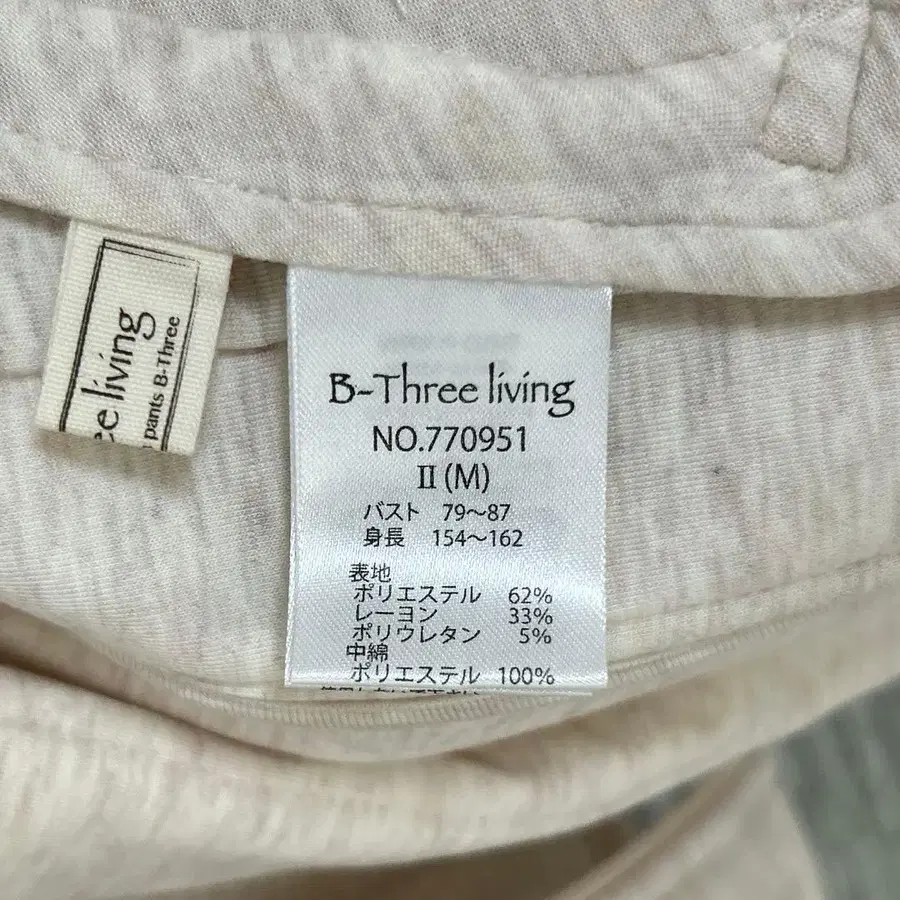 ee living
pants B-Three
B-Three living
NO.770951
II (M)
バスト 79～87
身長 154～162
表地
ポリエステル 62%
レーヨン 33%
ポリウレタン 5%
中綿
ポリエステル 100%